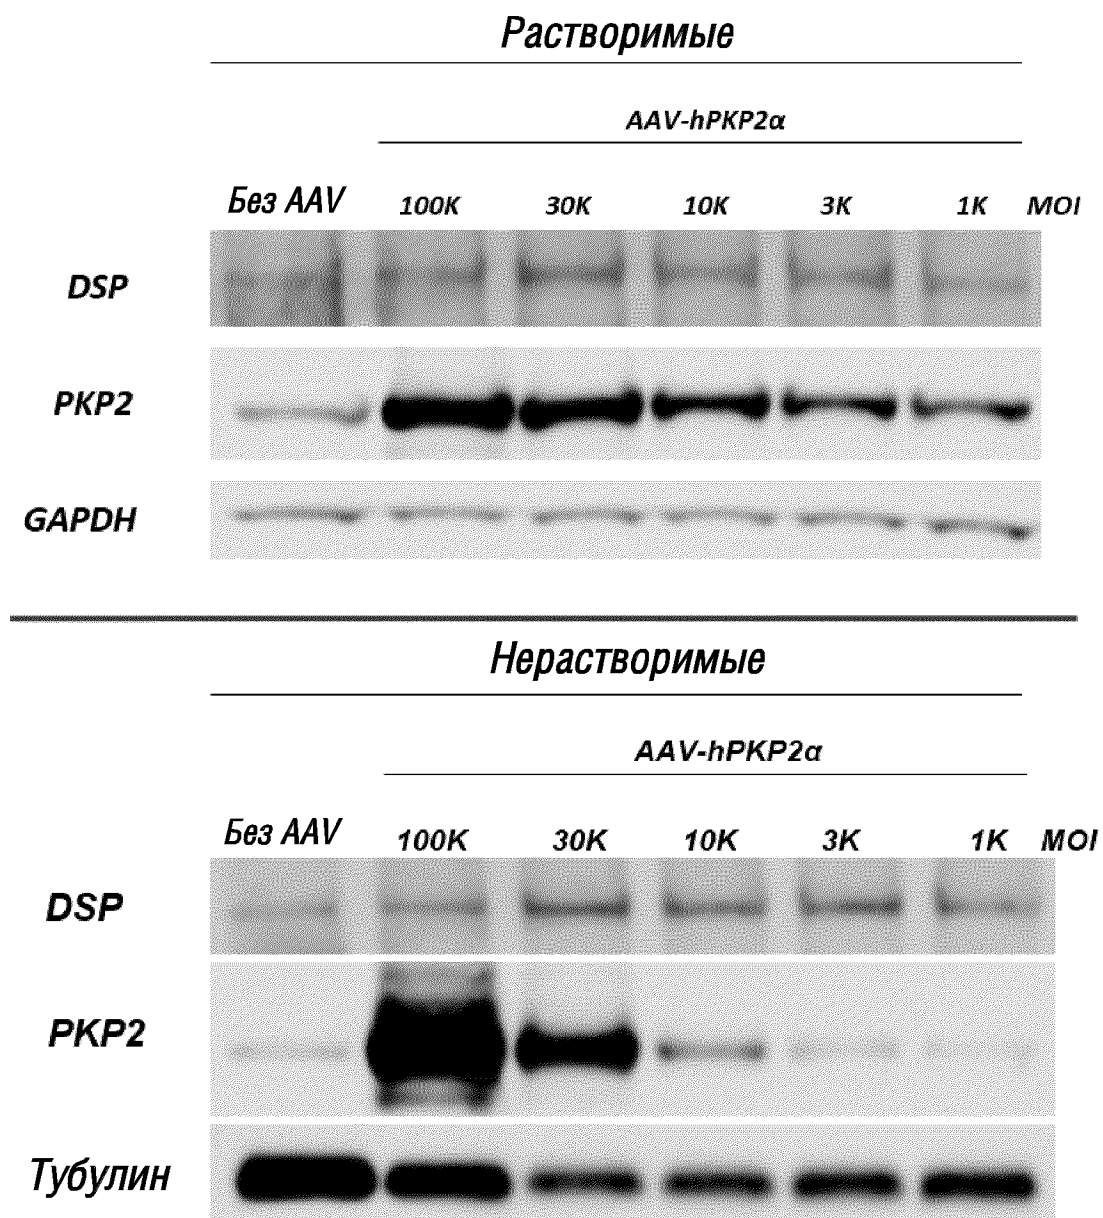 Растворимые
AAV-hPKP2α
Без AAV 100K 30K 10K 3K 1K MOI
DSP
PKP2
GAPDH
Нерастворимые
AAV-hPKP2α
Без AAV 100K 30K 10K 3K 1K MOI
DSP
PKP2
Тубулин